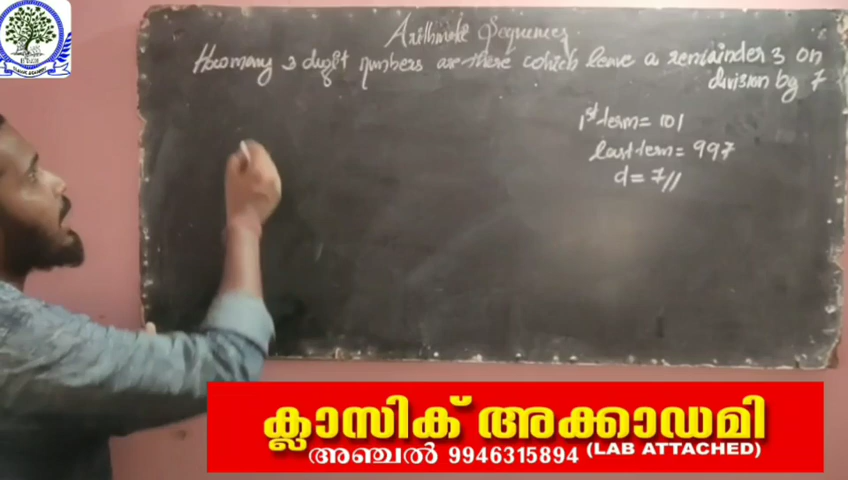 Arithmetic Sequences
How many 3 digit numbers are there which leave a remainder 3 on
division by 7
1st term = 101
last term = 997
d = 7//
ക്ലാസിക് അക്കാഡമി
അഞ്ചൽ 9946315894 (LAB ATTACHED)